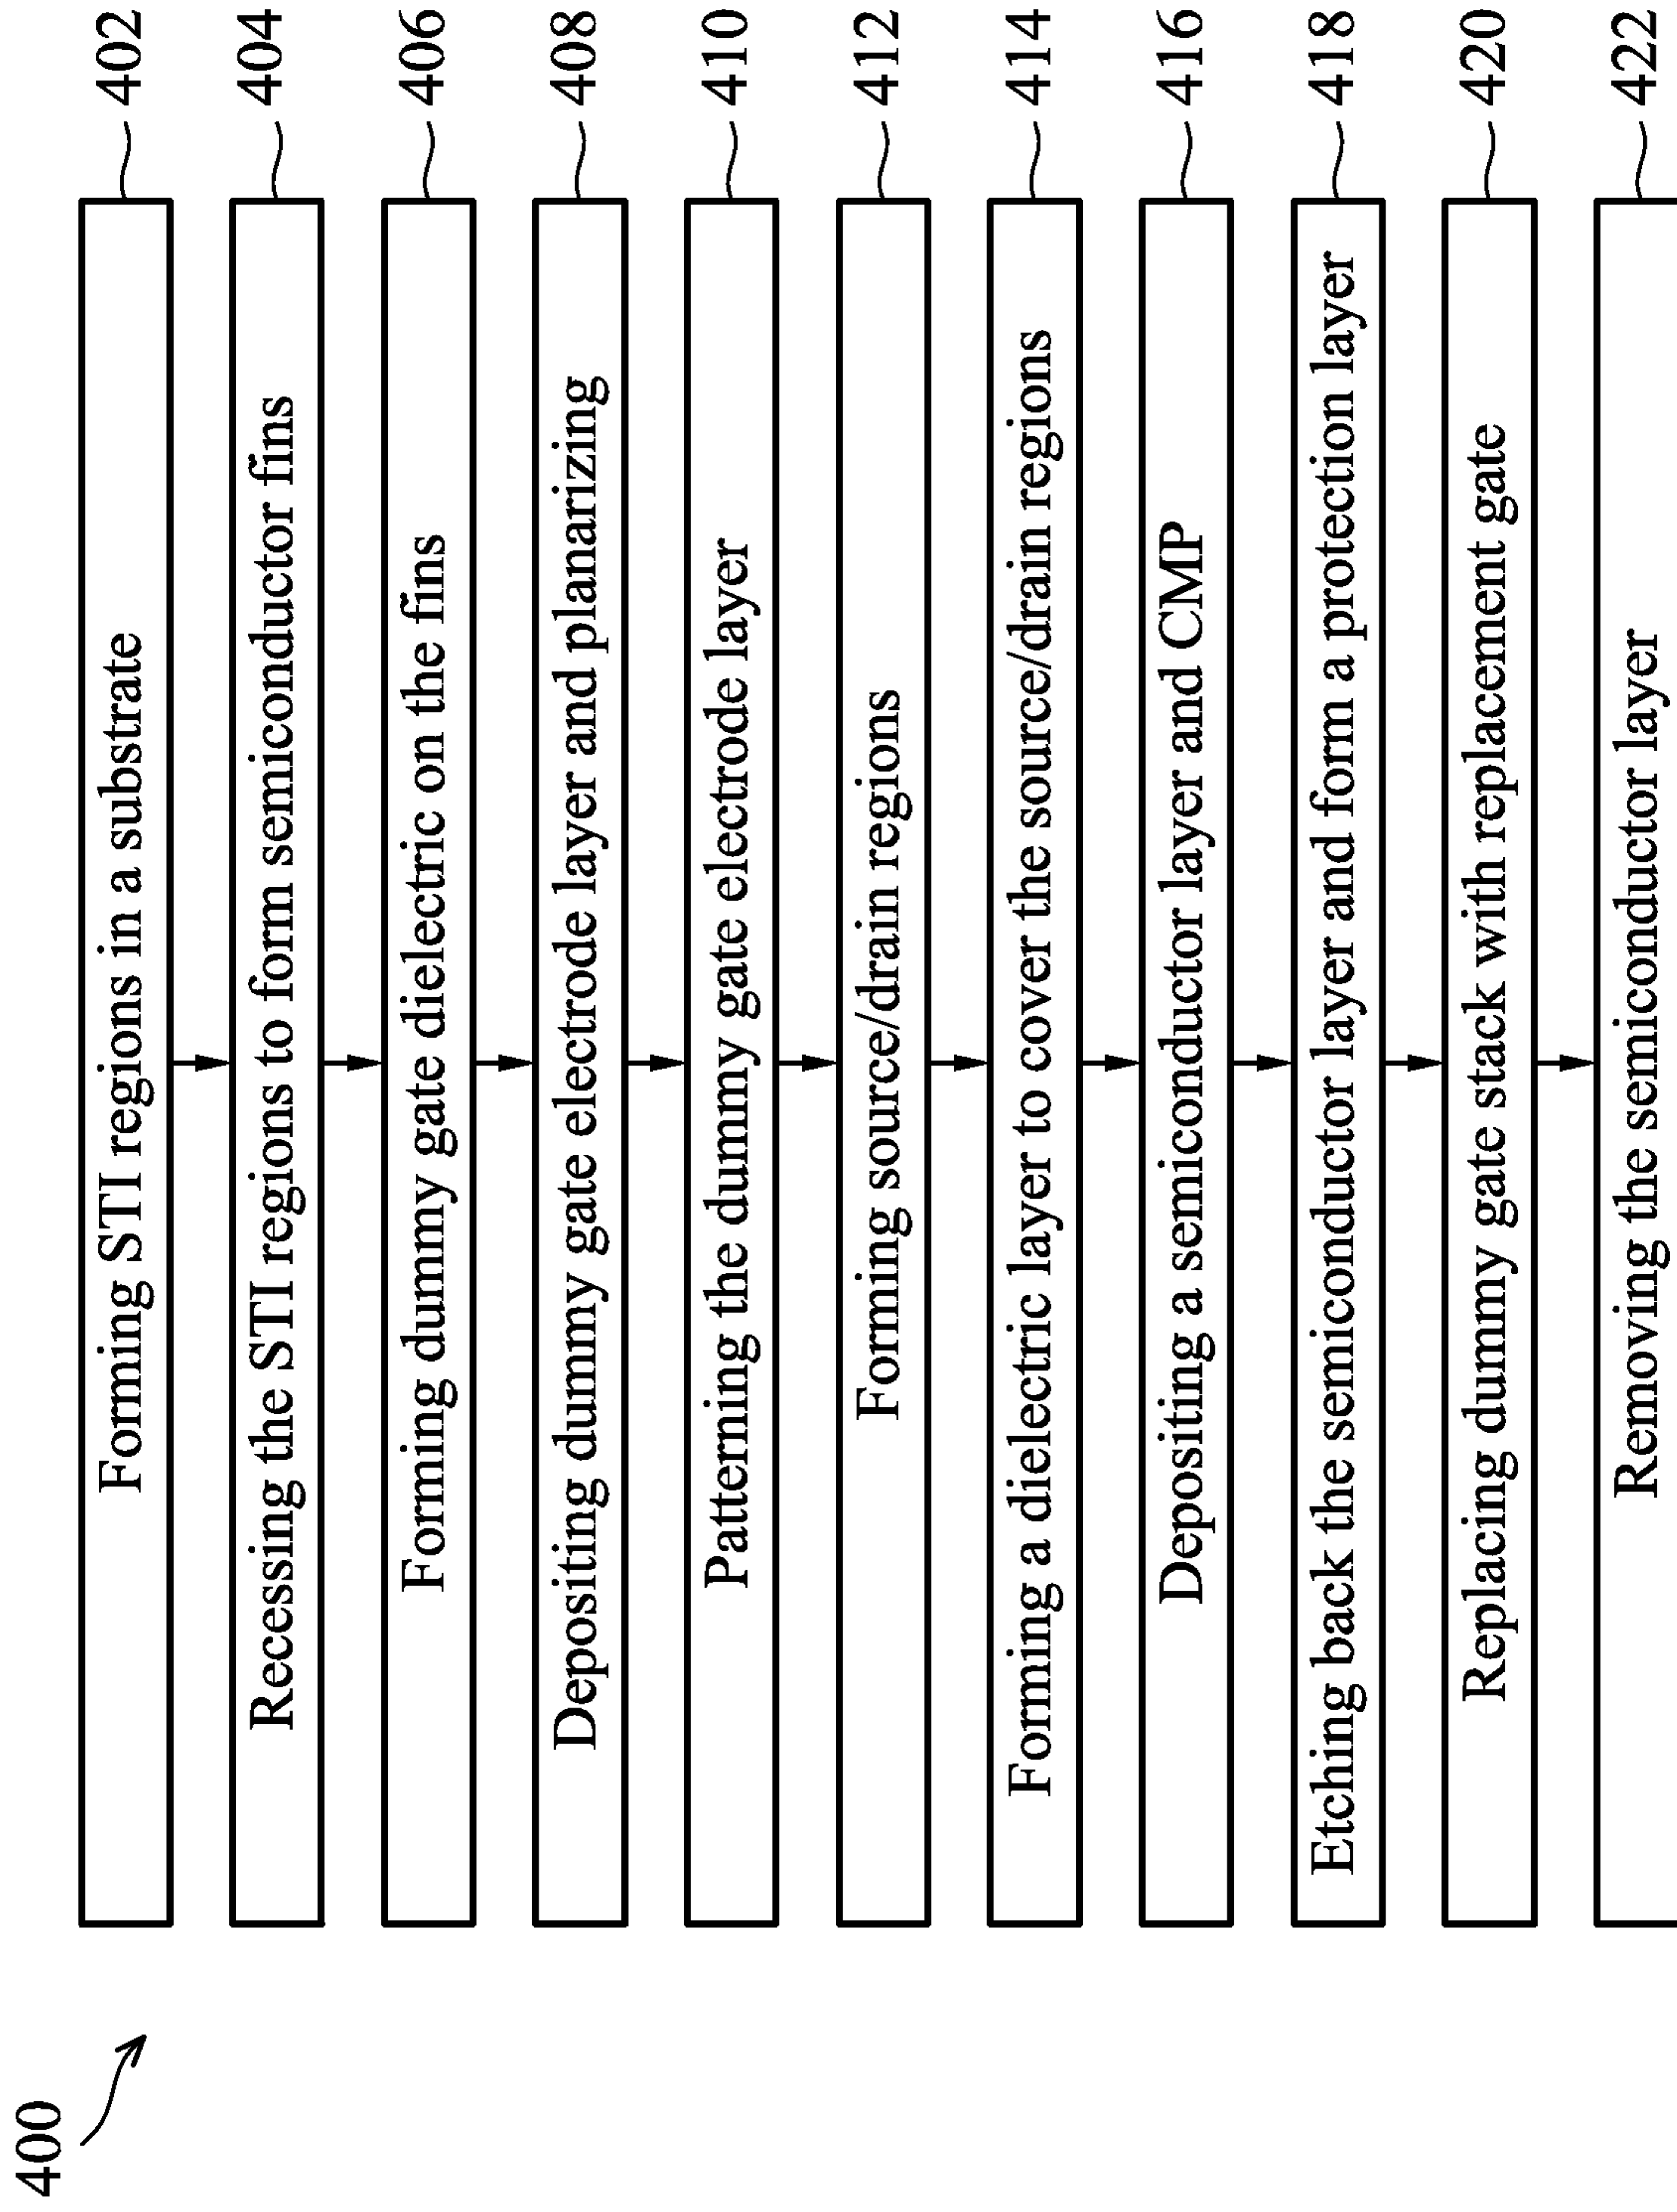 400
Forming STI regions in a substrate 402
Recessing the STI regions to form semiconductor fins 404
Forming dummy gate dielectric on the fins 406
Depositing dummy gate electrode layer and planarizing 408
Patterning the dummy gate electrode layer 410
Forming source/drain regions 412
Forming a dielectric layer to cover the source/drain regions 414
Depositing a semiconductor layer and CMP 416
Etching back the semiconductor layer and form a protection layer 418
Replacing dummy gate stack with replacement gate 420
Removing the semiconductor layer 422